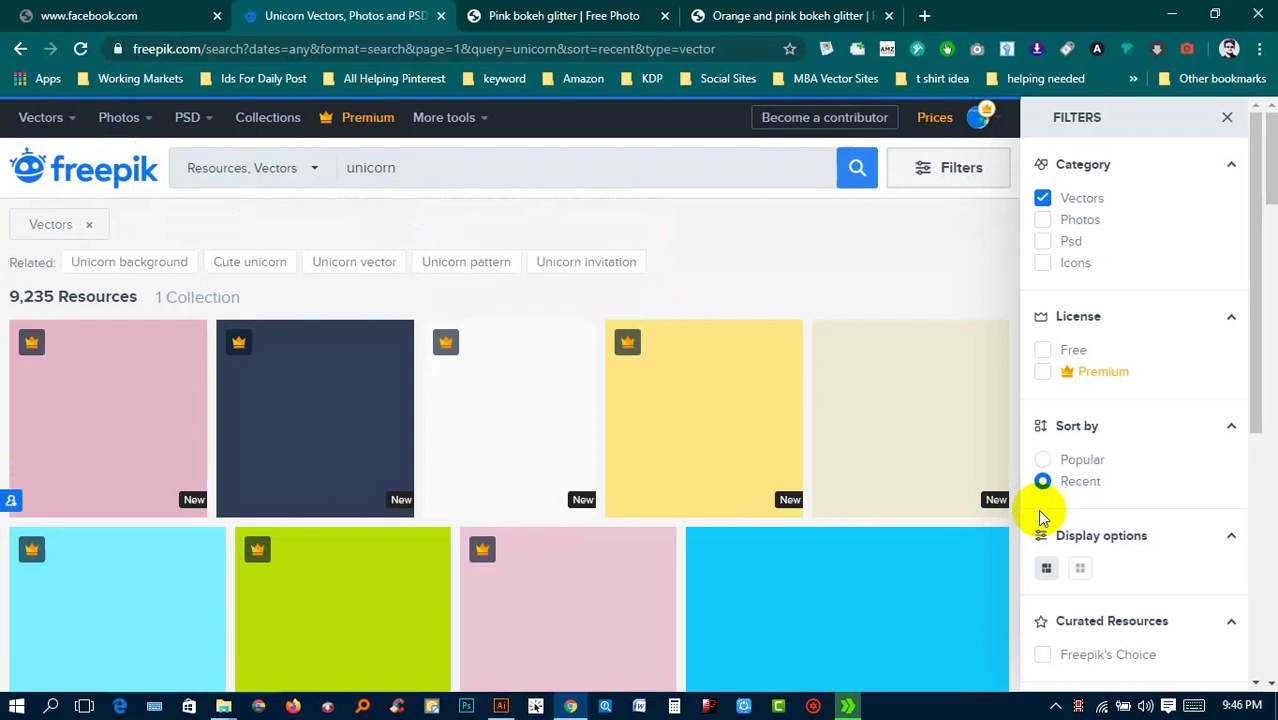 www.facebook.com
Unicorn Vectors, Photos and PSD
Pink bokeh glitter | Free Photo
Orange and pink bokeh glitter | F
freepik.com/search?dates=any&format=search&page=1&query=unicorn&sort=recent&type=vector
Apps
Working Markets
Ids For Daily Post
All Helping Pinterest
keyword
Amazon
KDP
Social Sites
MBA Vector Sites
t shirt idea
helping needed
Other bookmarks
Vectors
Photos
PSD
Collections
Premium
More tools
Become a contributor
Prices
freepik
Resources, Vectors
unicorn
Filters
Vectors
Related:
Unicorn background
Cute unicorn
Unicorn vector
Unicorn pattern
Unicorn invitation
9,235 Resources
1 Collection
New
New
New
New
New
FILTERS
Category
Vectors
Photos
Psd
Icons
License
Free
Premium
Sort by
Popular
Recent
Display options
Curated Resources
Freepik's Choice
9:46 PM